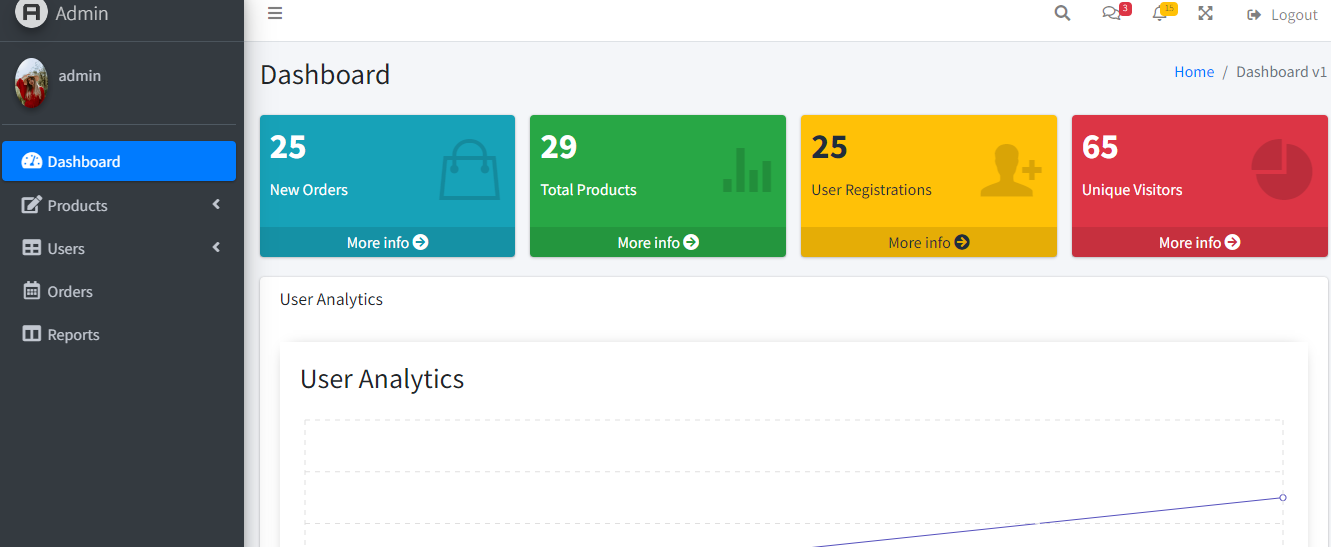 Admin
3
15
Logout
admin
Dashboard
Home / Dashboard v1
Dashboard
Products
Users
Orders
Reports
25
New Orders
More info
29
Total Products
More info
25
User Registrations
More info
65
Unique Visitors
More info
User Analytics
User Analytics